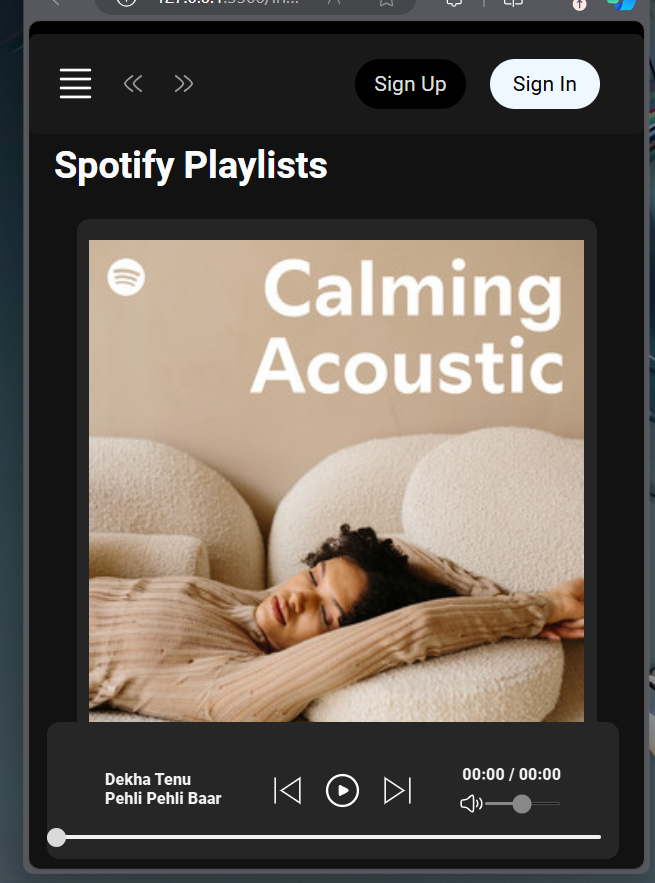 Sign Up
Sign In
Spotify Playlists
Calming
Acoustic
Dekha Tenu
Pehli Pehli Baar
00:00 / 00:00